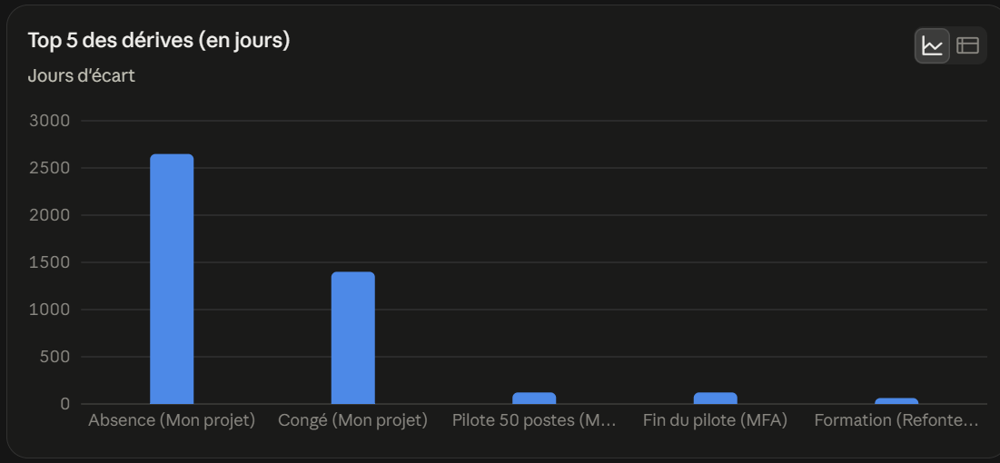 Top 5 des dérives (en jours)
Jours d'écart
3000
2500
2000
1500
1000
500
0
Absence (Mon projet)
Congé (Mon projet)
Pilote 50 postes (M...
Fin du pilote (MFA)
Formation (Refonte...